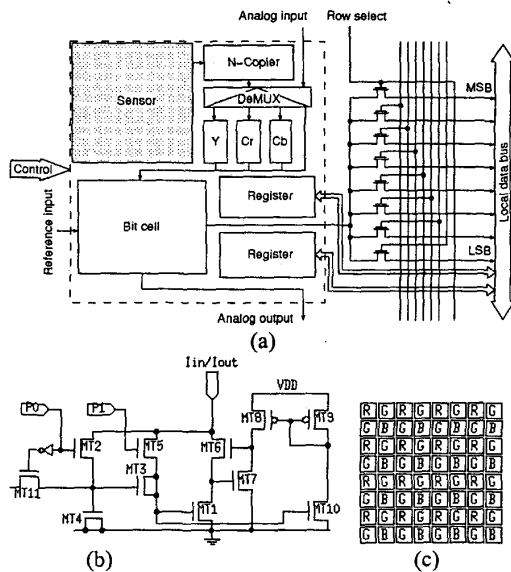 Analog input
Row select
Sensor
N-Copier
DeMUX
MSB
Y
Cr
Cb
Control
Register
Reference input
Bit cell
Register
Local data bus
LSB
Analog output
(a)
Iin/Iout
VDD
P0
P1
MT2
MT5
MT6
MT8
MT9
MT3
MT7
MT11
MT4
MT1
MT10
R G R G R G R G
G B G B G B G B
R G R G R G R G
G B G B G B G B
R G R G R G R G
G B G B G B G B
R G R G R G R G
G B G B G B G B
(b)
(c)